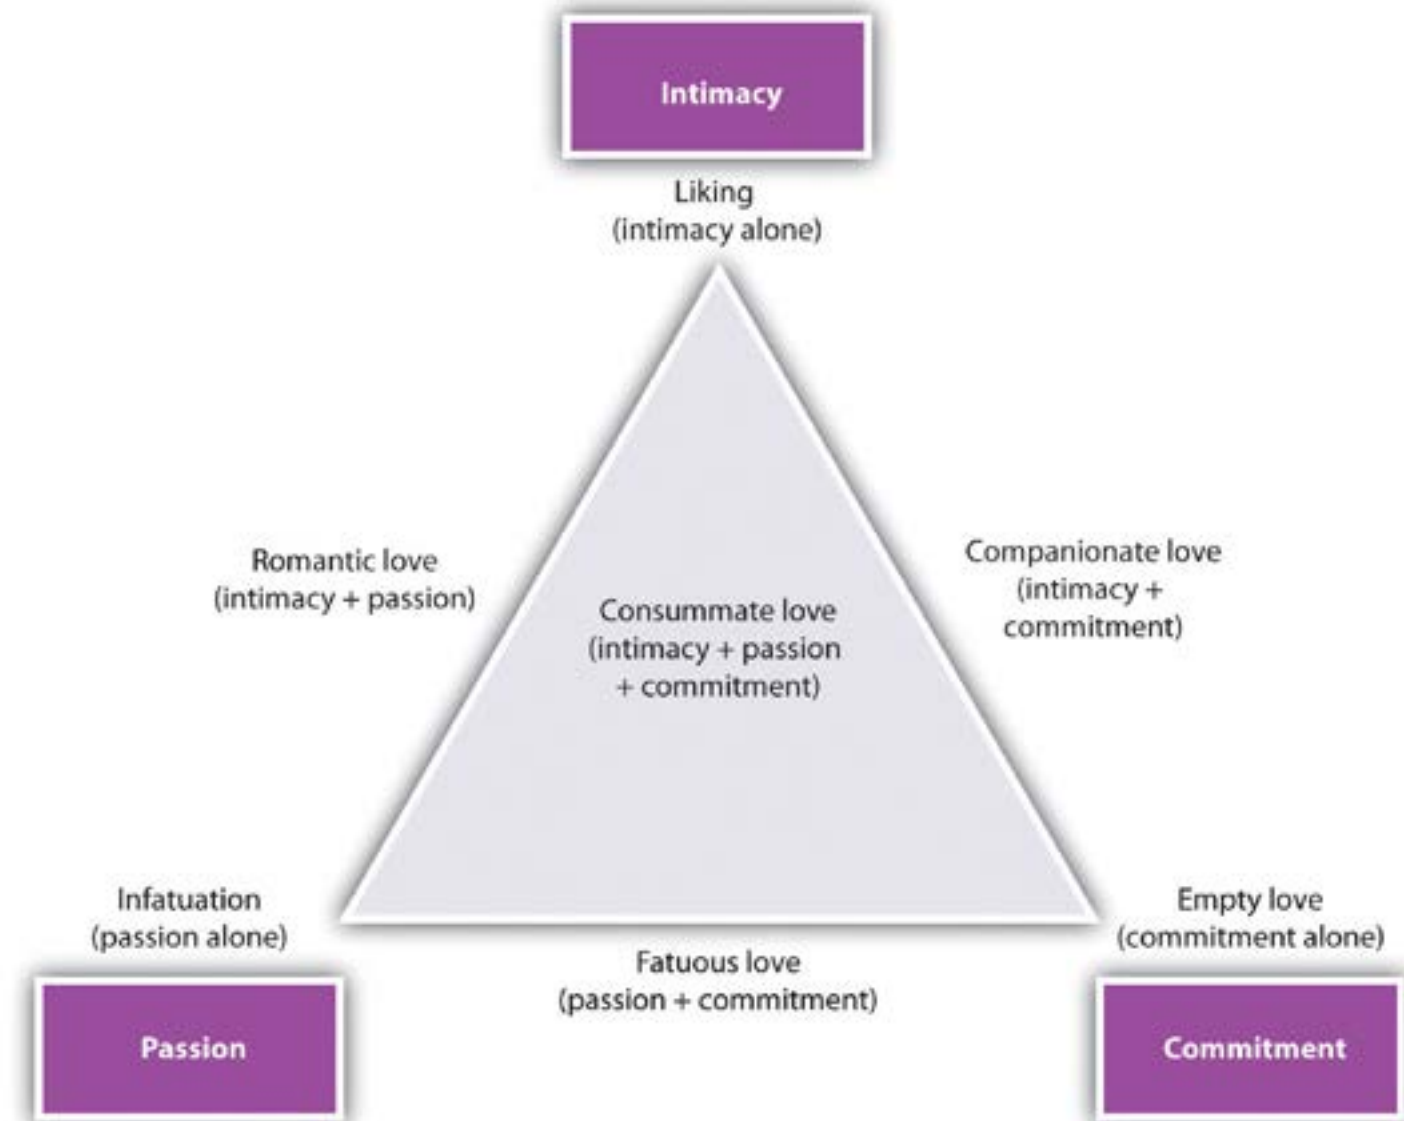 Intimacy
Liking
(intimacy alone)
Romantic love
(intimacy + passion)
Companionate love
(intimacy +
commitment)
Consummate love
(intimacy + passion
+ commitment)
Infatuation
(passion alone)
Empty love
(commitment alone)
Fatuous love
(passion + commitment)
Passion
Commitment